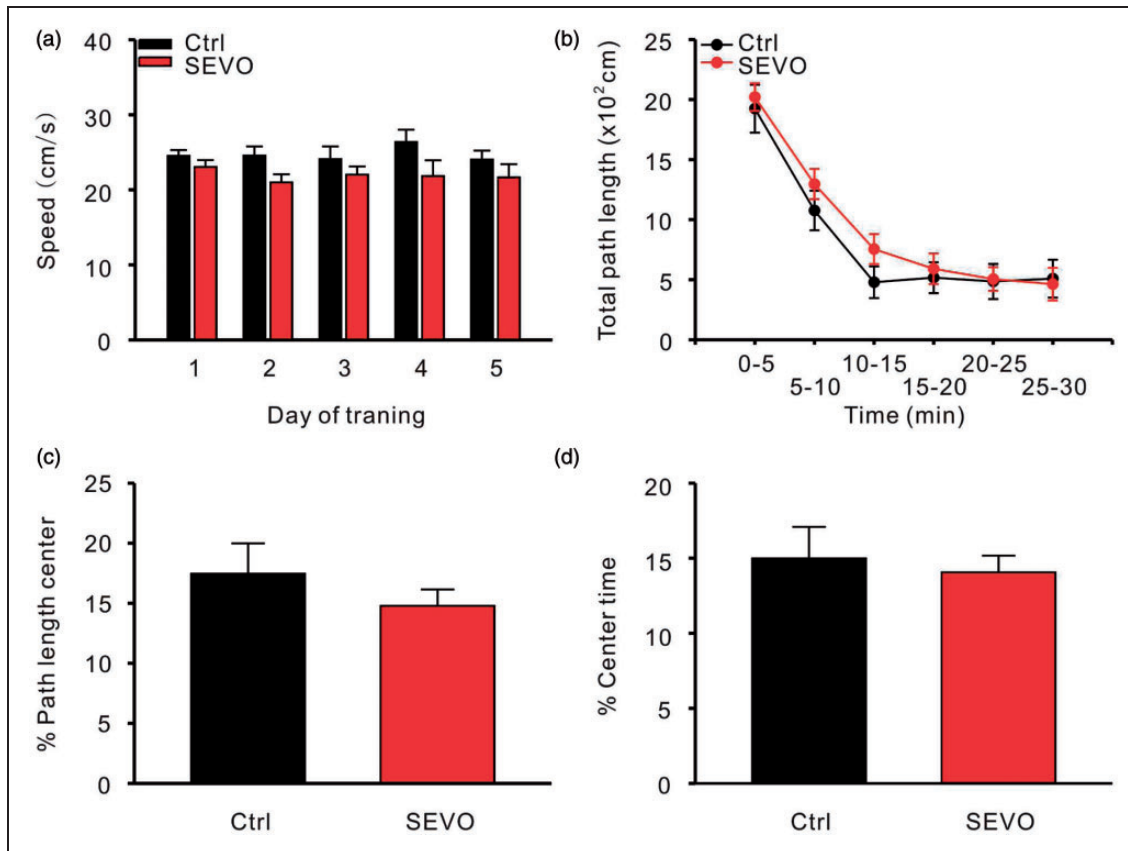 (a)
40
30
20
10
0
Speed (cm/s)
Ctrl
SEVO
1 2 3 4 5
Day of traning
(b)
25
20
15
10
5
0
Total path length (x10² cm)
Ctrl
SEVO
0-5 10-15 20-25
5-10 15-20 25-30
Time (min)
(c)
25
20
15
10
5
0
% Path length center
Ctrl SEVO
(d)
20
15
10
5
0
% Center time
Ctrl SEVO